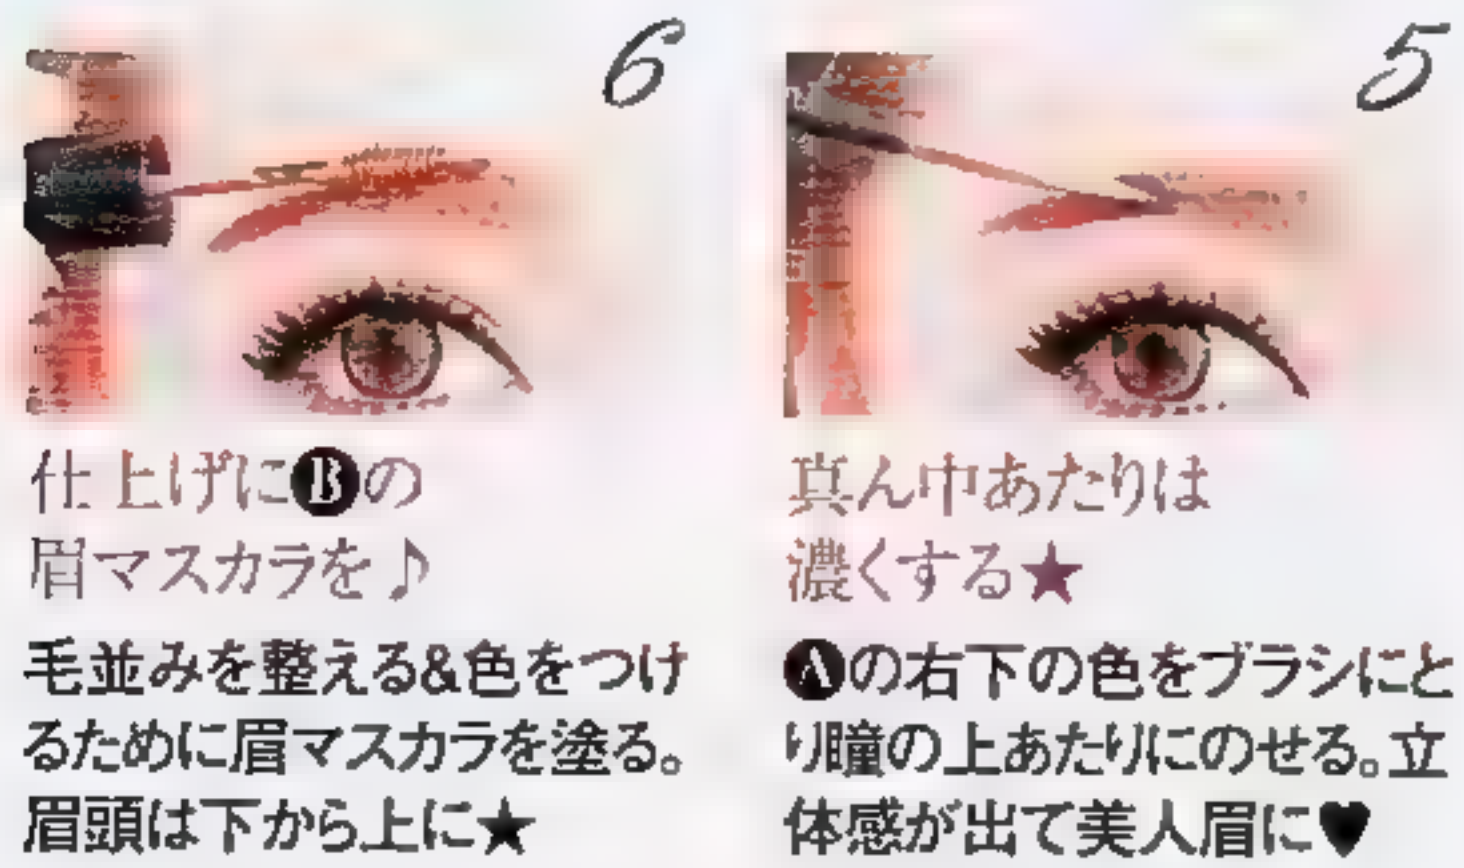 5
真ん中あたりは
濃くする★
Aの右下の色をブラシにと
り瞳の上あたりにのせる。立
体感が出て美人眉に♥
6
仕上げにBの
眉マスカラを♪
毛並みを整える&色をつけ
るために眉マスカラを塗る。
眉頭は下から上に★